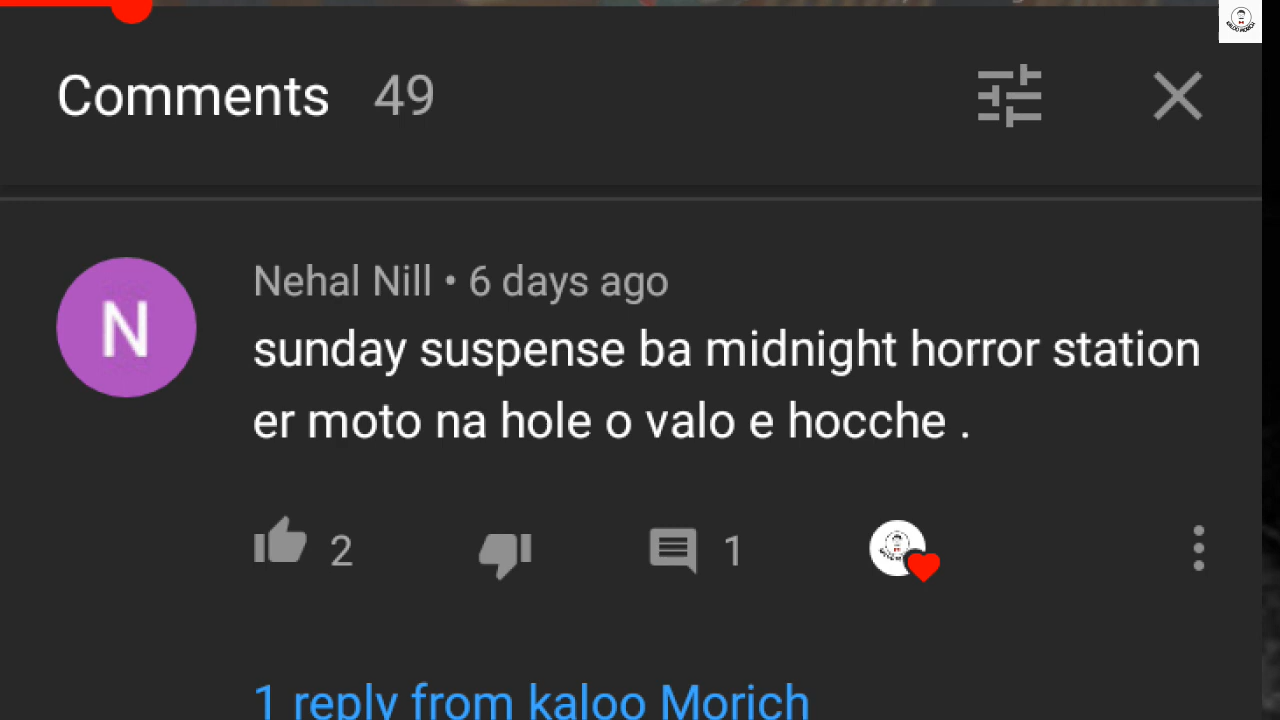 Comments 49
Nehal Nill • 6 days ago
sunday suspense ba midnight horror station
er moto na hole o valo e hocche .
2 1
1 reply from kaloo Morich